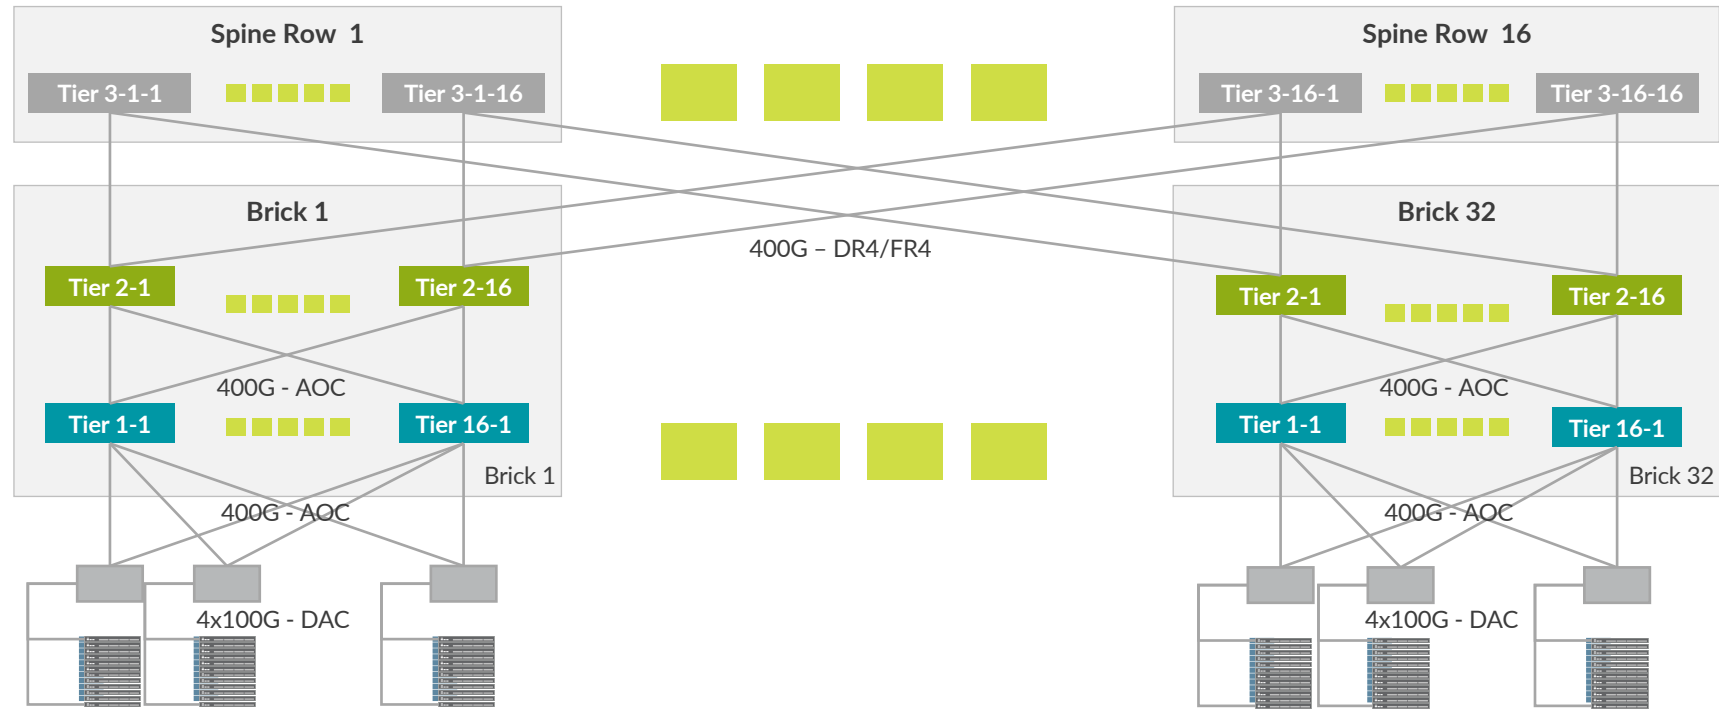 Spine Row 1
Spine Row 16
Tier 3-1-1
Tier 3-1-16
Tier 3-16-1
Tier 3-16-16
Brick 1
Brick 32
400G – DR4/FR4
Tier 2-1
Tier 2-16
Tier 2-1
Tier 2-16
400G - AOC
400G - AOC
Tier 1-1
Tier 16-1
Tier 1-1
Tier 16-1
Brick 1
Brick 32
400G - AOC
400G - AOC
4x100G - DAC
4x100G - DAC